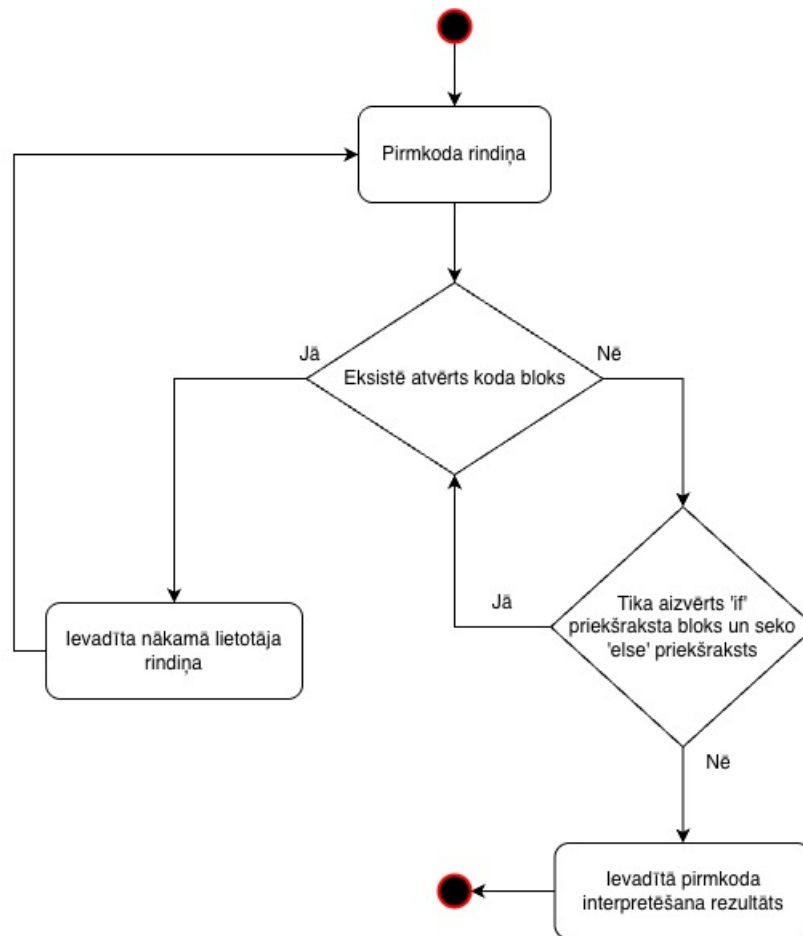 Pirmkoda rindiņa
Jā
Nē
Eksistē atvērts koda bloks
Jā
Tika aizvērts 'if'
priekšraksta bloks un seko
'else' priekšraksts
Ievadīta nākamā lietotāja
rindiņa
Nē
Ievadītā pirmkoda
interpretēšana rezultāts